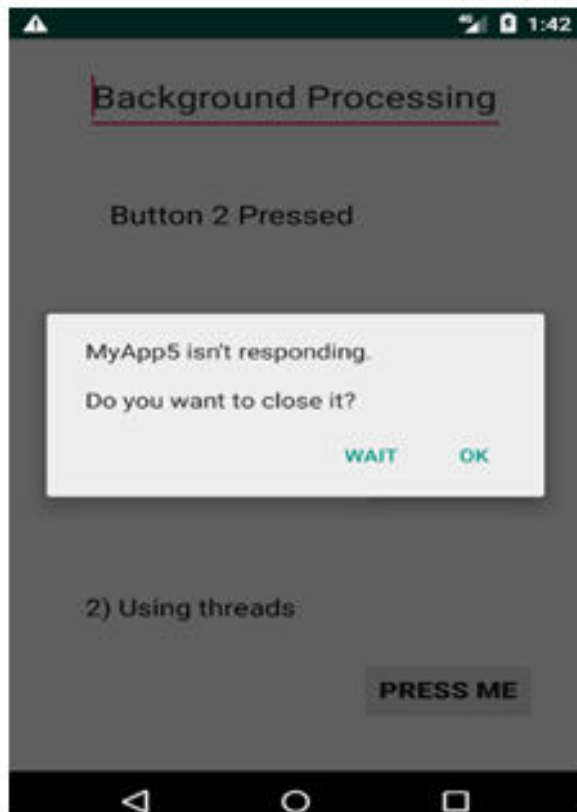 4G 1:42
Background Processing
Button 2 Pressed
MyApp5 isn't responding.
Do you want to close it?
WAIT OK
2) Using threads
PRESS ME